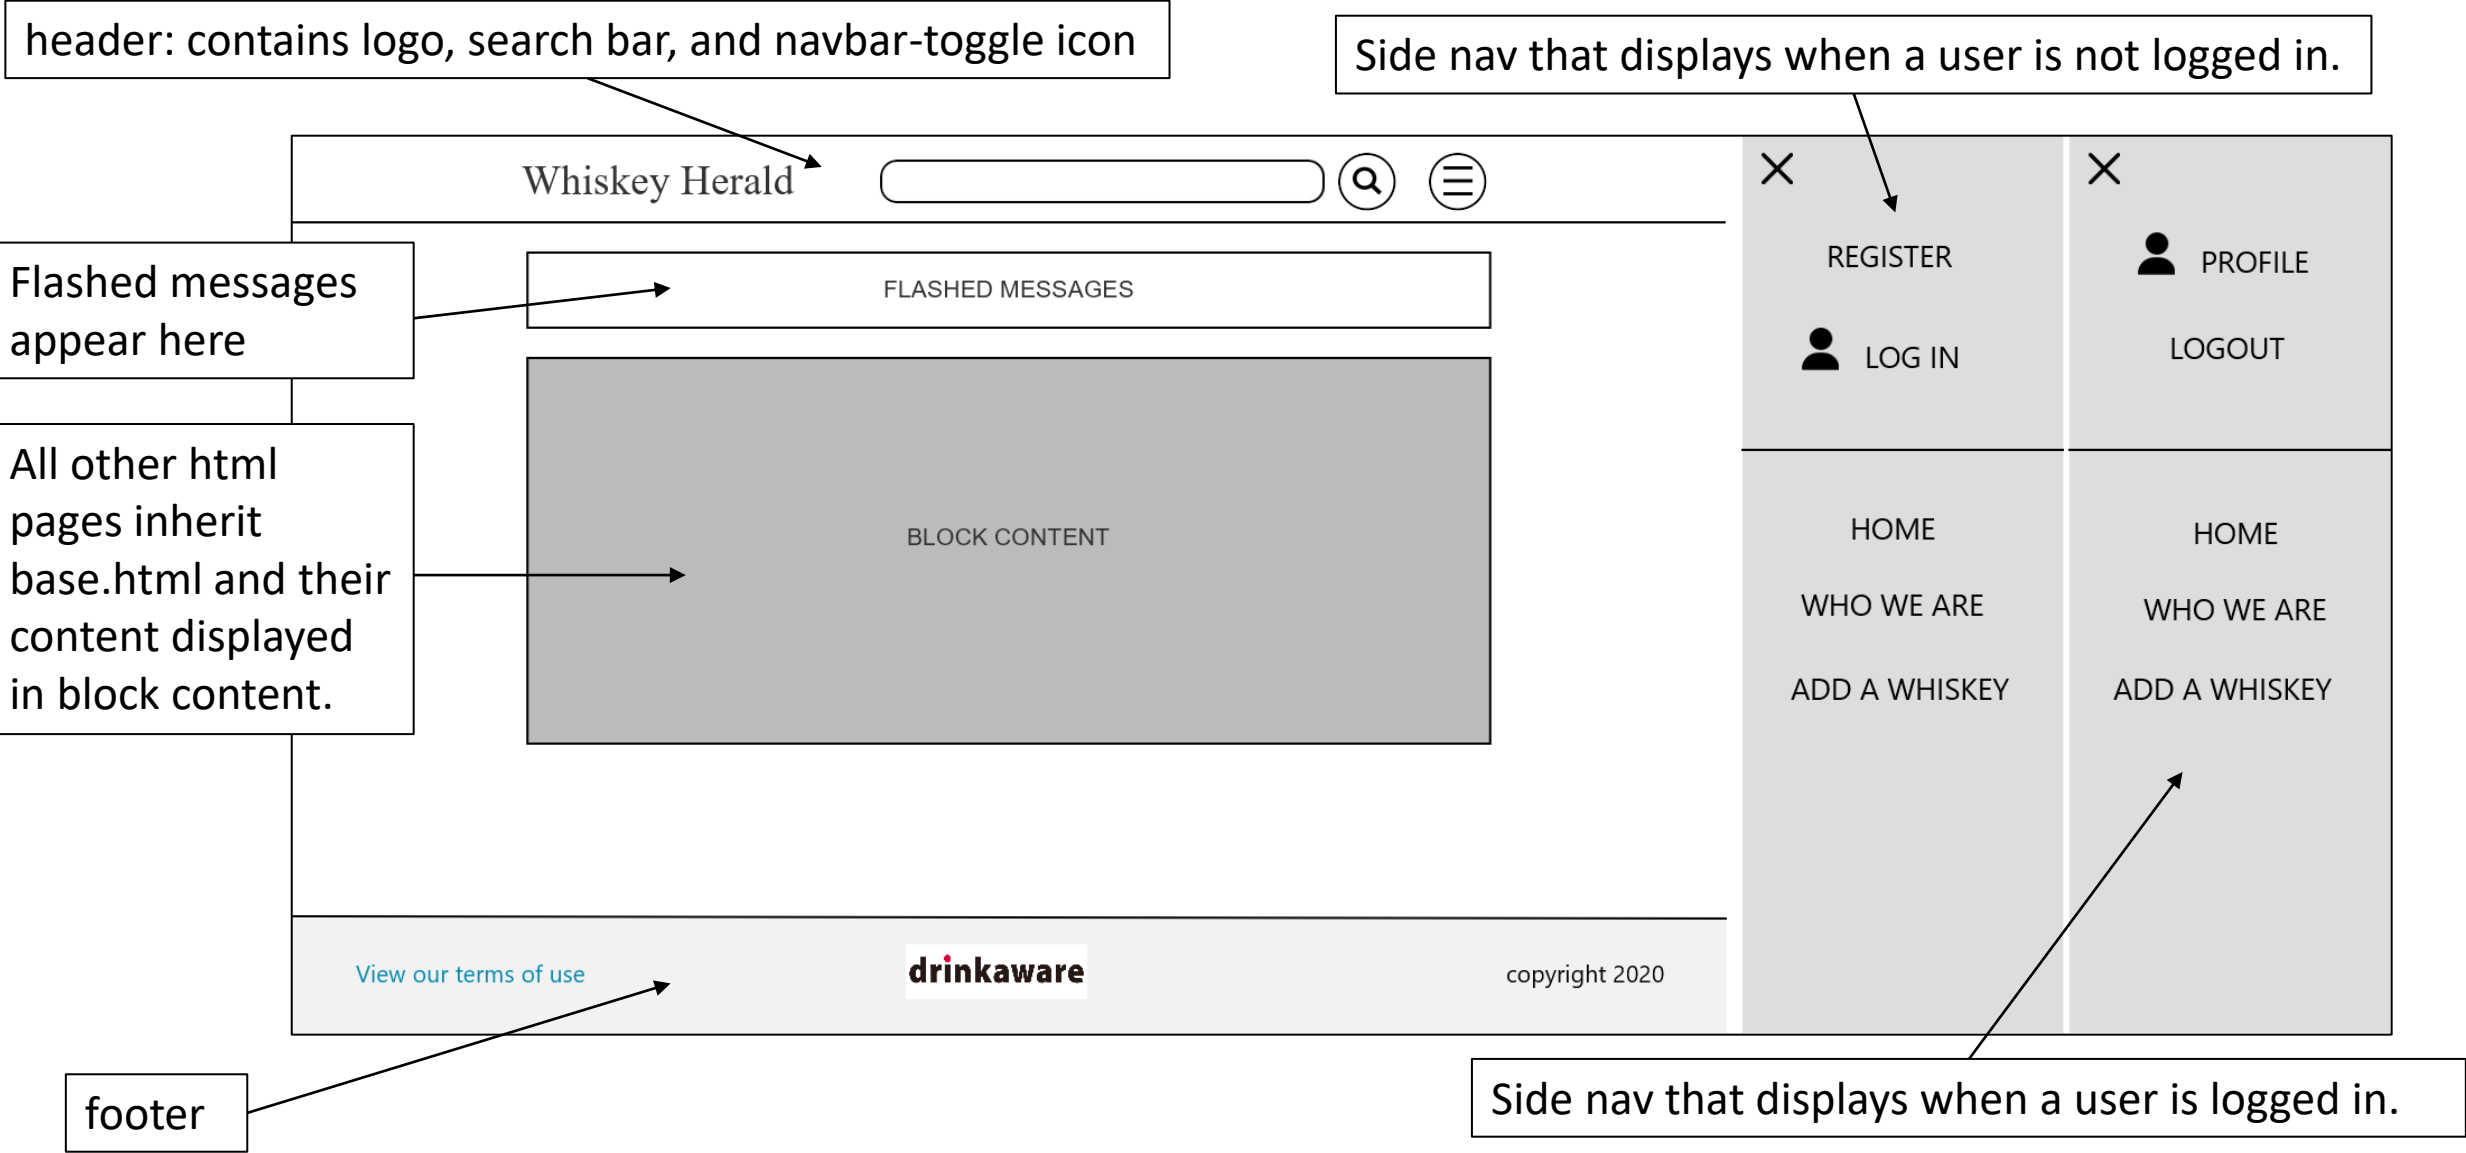 header: contains logo, search bar, and navbar-toggle icon
Side nav that displays when a user is not logged in.
Whiskey Herald
Flashed messages
appear here
FLASHED MESSAGES
All other html
pages inherit
base.html and their
content displayed
in block content.
BLOCK CONTENT
REGISTER
LOG IN
HOME
WHO WE ARE
ADD A WHISKEY
PROFILE
LOGOUT
HOME
WHO WE ARE
ADD A WHISKEY
View our terms of use
drinkaware
copyright 2020
footer
Side nav that displays when a user is logged in.